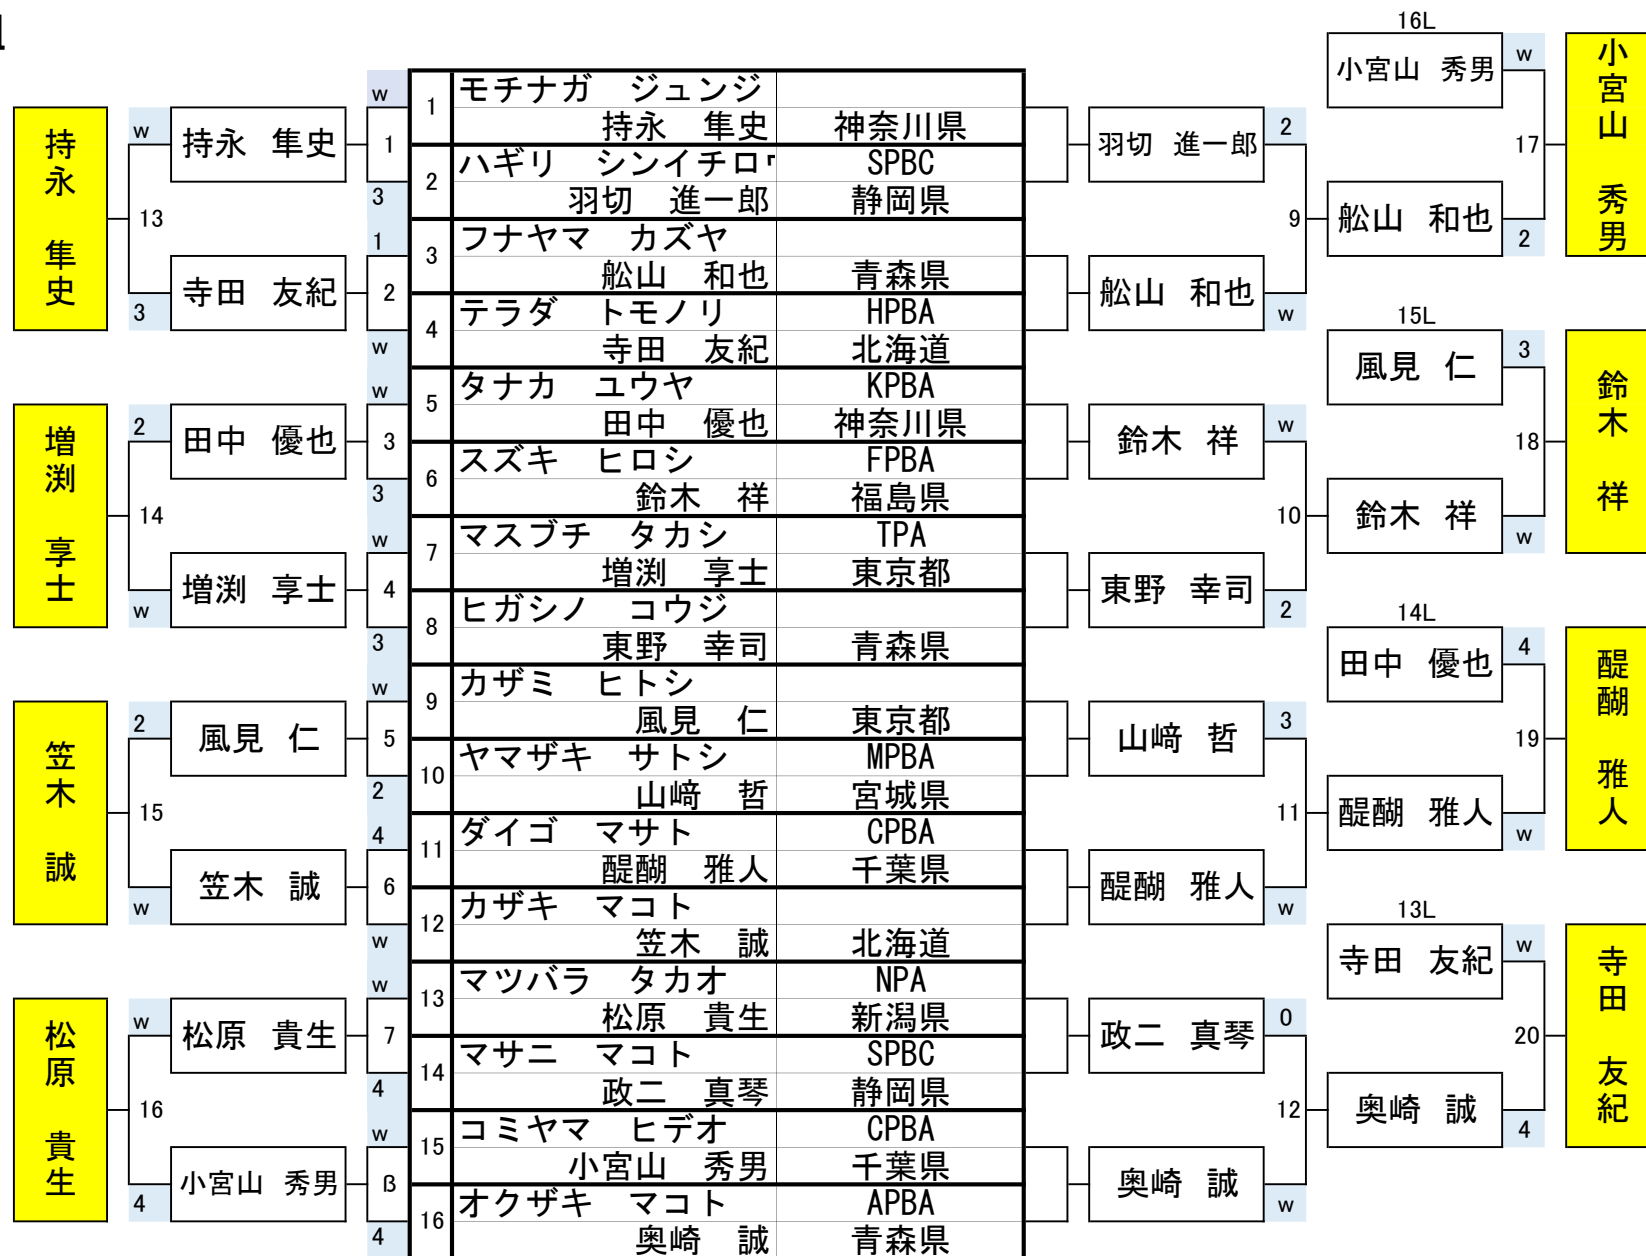 16L
小宮山 秀男 w
小宮山 秀男
w 1 モチナガ ジュンジ
持永 隼史 w 持永 隼史 1 持永 隼史 神奈川県 羽切 進一郎 2 17
2 ハギリ シンイチロ SPBC
3 羽切 進一郎 静岡県
13 9 舩山 和也 2
1 3 フナヤマ カズヤ
3 寺田 友紀 2 舩山 和也 青森県 舩山 和也 w
4 テラダ トモノリ HPBA 15L
w 寺田 友紀 北海道 風見 仁 3
鈴木 祥
w 5 タナカ ユウヤ KPBA
増渕 享士 2 田中 優也 3 田中 優也 神奈川県 鈴木 祥 w 18
6 スズキ ヒロシ FPBA
3 鈴木 祥 福島県
14 10 鈴木 祥 w
w 7 マスブチ タカシ TPA
w 増渕 享士 4 増渕 享士 東京都 東野 幸司 2
8 ヒガシノ コウジ 14L
3 東野 幸司 青森県 田中 優也 4
醍醐 雅人
w 9 カザミ ヒトシ
笠木 誠 2 風見 仁 5 風見 仁 東京都 山﨑 哲 3 19
10 ヤマザキ サトシ MPBA
2 山﨑 哲 宮城県
15 11 醍醐 雅人 w
4 11 ダイゴ マサト CPBA
w 笠木 誠 6 醍醐 雅人 千葉県 醍醐 雅人 w
12 カザキ マコト 13L
w 笠木 誠 北海道 寺田 友紀 w
寺田 友紀
w 13 マツバラ タカオ NPA
松原 貴生 w 松原 貴生 7 松原 貴生 新潟県 政二 真琴 0 20
14 マサニ マコト SPBC
4 政二 真琴 静岡県
16 12 奥崎 誠 4
w 15 コミヤマ ヒデオ CPBA
4 小宮山 秀男 ß 小宮山 秀男 千葉県 奥崎 誠 w
16 オクザキ マコト APBA
4 奥崎 誠 青森県